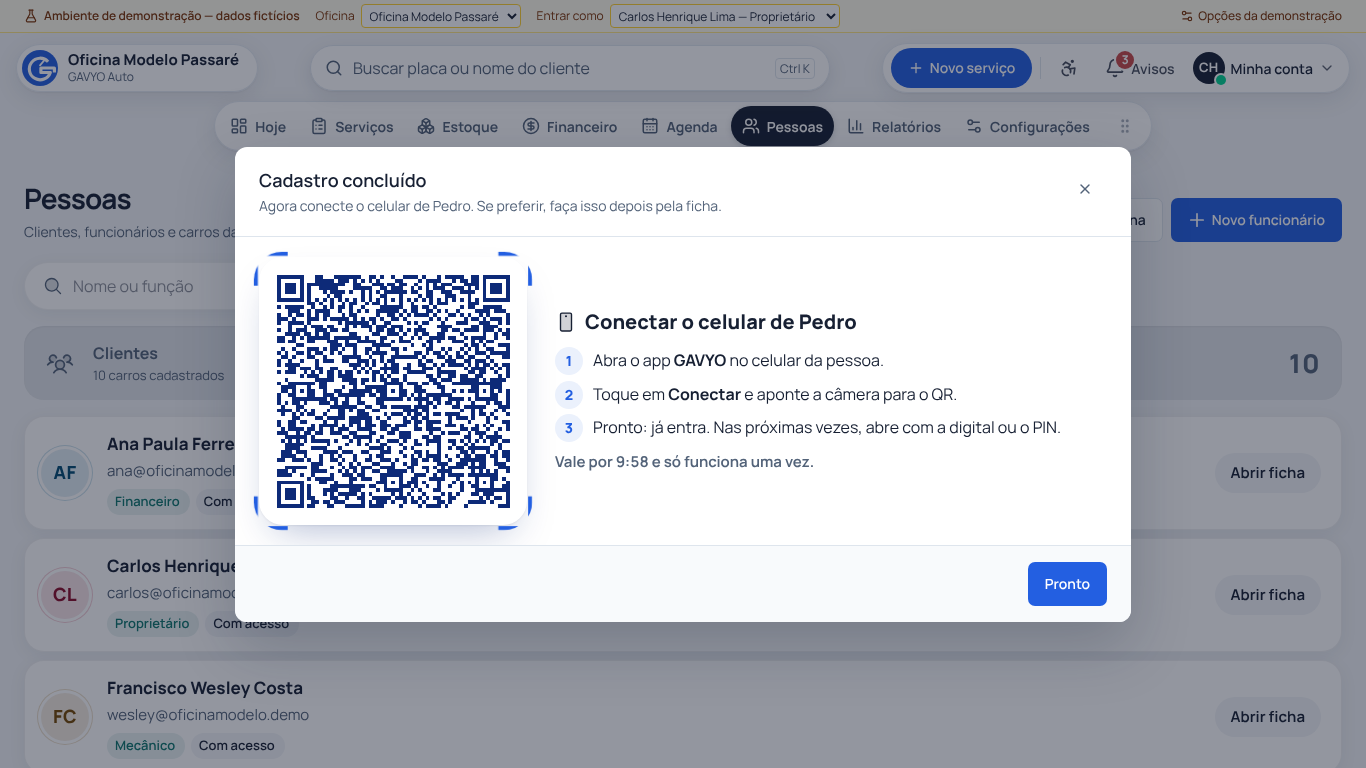 Ambiente de demonstração — dados fictícios
Oficina
Oficina Modelo Passaré
Entrar como
Carlos Henrique Lima — Proprietário
Opções da demonstração
Oficina Modelo Passaré
GAVYO Auto
Buscar placa ou nome do cliente
Ctrl K
Novo serviço
3
Avisos
CH
Minha conta
Hoje
Serviços
Estoque
Financeiro
Agenda
Pessoas
Relatórios
Configurações
Cadastro concluído
Agora conecte o celular de Pedro. Se preferir, faça isso depois pela ficha.
Pessoas
Clientes, funcionários e carros da
na
Novo funcionário
Nome ou função
Clientes
10 carros cadastrados
10
Conectar o celular de Pedro
1 Abra o app GAVYO no celular da pessoa.
2 Toque em Conectar e aponte a câmera para o QR.
3 Pronto: já entra. Nas próximas vezes, abre com a digital ou o PIN.
Vale por 9:58 e só funciona uma vez.
Pronto
AF
Ana Paula Ferre
ana@oficinamodel
Financeiro
Com
Abrir ficha
CL
Carlos Henrique
carlos@oficinamo
Proprietário
Com acesso
Abrir ficha
FC
Francisco Wesley Costa
wesley@oficinamodelo.demo
Mecânico
Com acesso
Abrir ficha